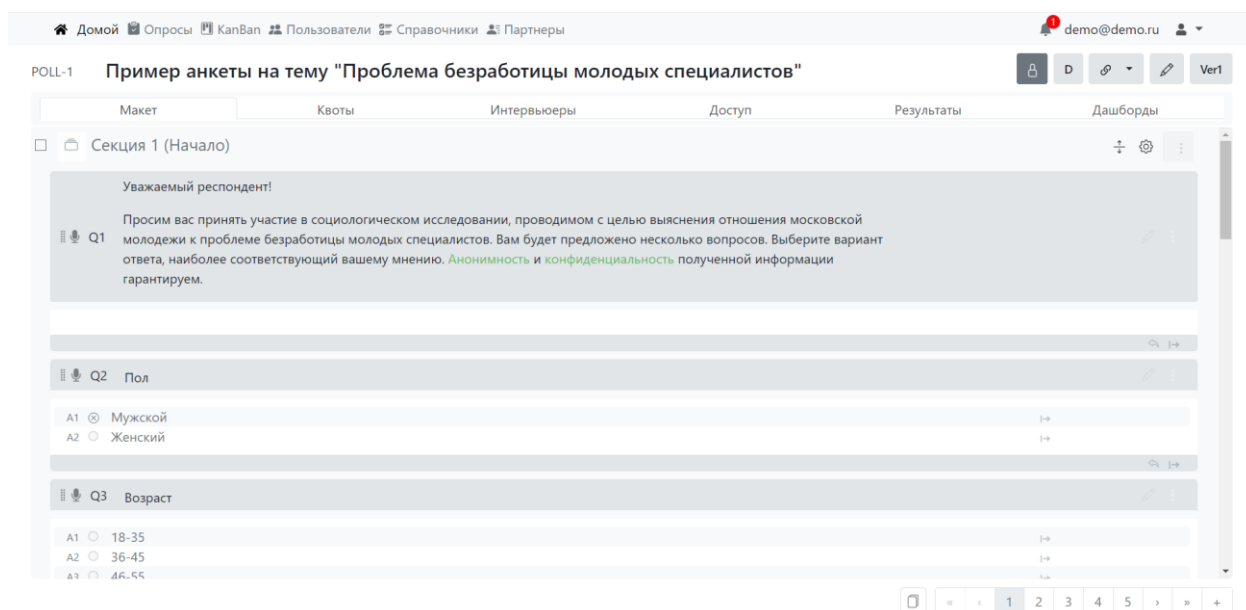 Домой Опросы KanBan Пользователи Справочники Партнеры
1
demo@demo.ru
POLL-1 Пример анкеты на тему "Проблема безработицы молодых специалистов"
D Ver1
Макет Квоты Интервьюеры Доступ Результаты Дашборды
Секция 1 (Начало)
Уважаемый респондент!
Q1
Просим вас принять участие в социологическом исследовании, проводимом с целью выяснения отношения московской
молодежи к проблеме безработицы молодых специалистов. Вам будет предложено несколько вопросов. Выберите вариант
ответа, наиболее соответствующий вашему мнению. Анонимность и конфиденциальность полученной информации
гарантируем.
Q2 Пол
A1 Мужской
A2 Женский
Q3 Возраст
A1 18-35
A2 36-45
A3 46-55
« ‹ 1 2 3 4 5 › » +